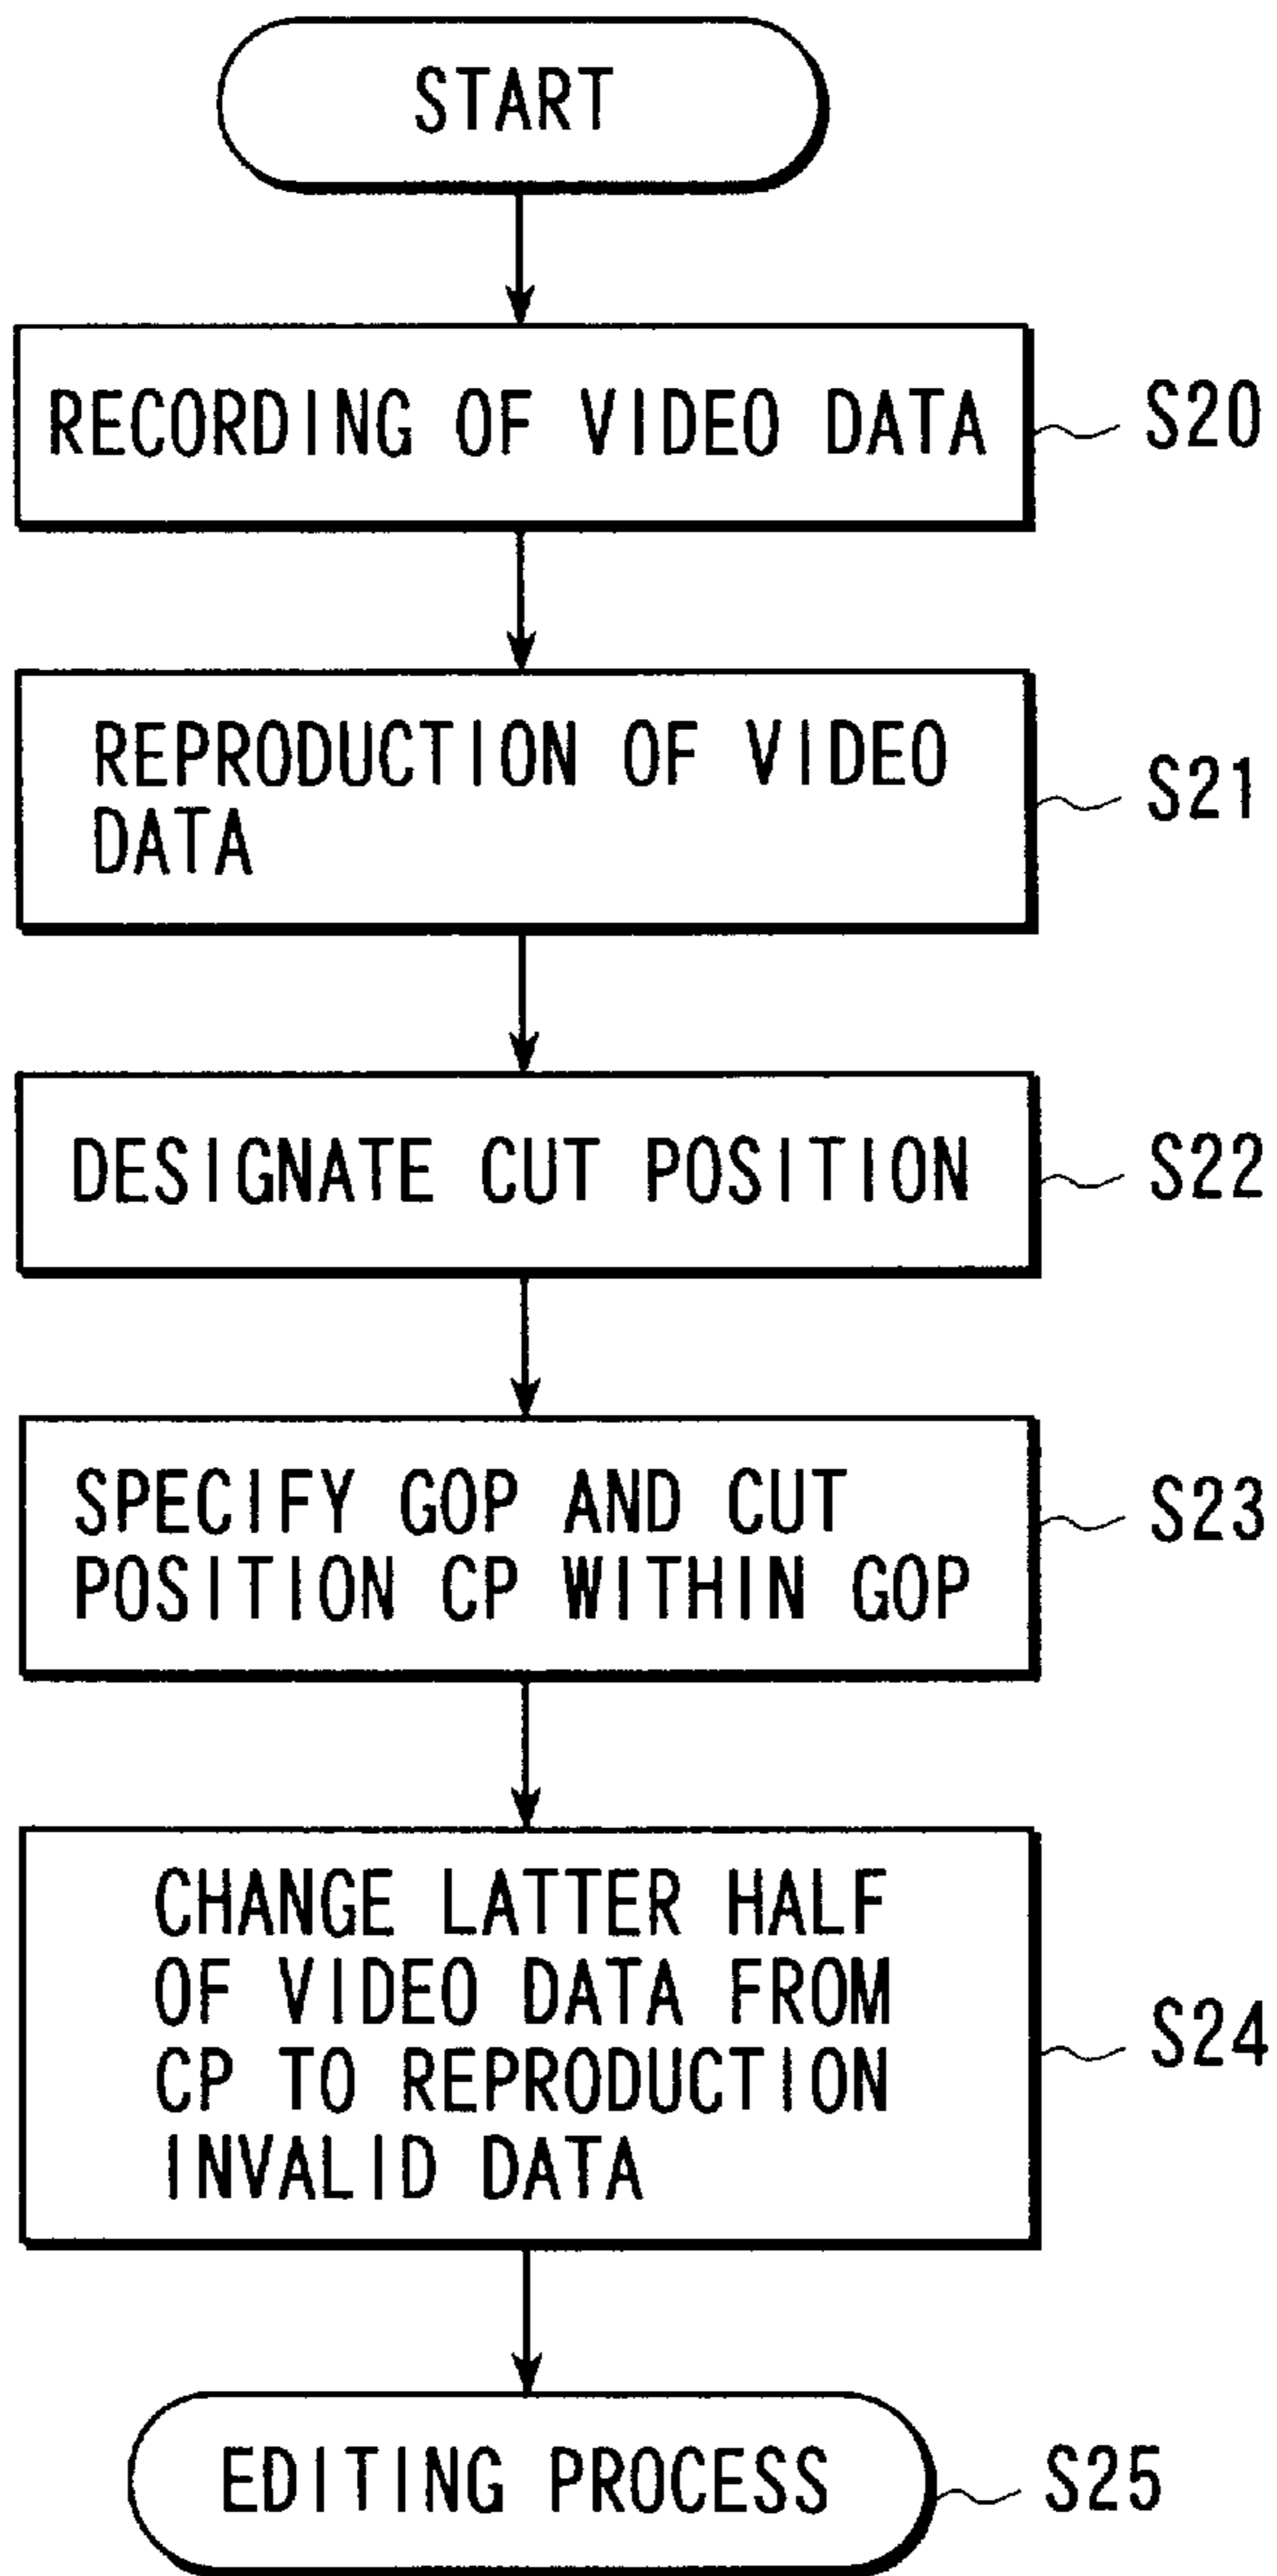 START
RECORDING OF VIDEO DATA
S20
REPRODUCTION OF VIDEO
DATA
S21
DESIGNATE CUT POSITION
S22
SPECIFY GOP AND CUT
POSITION CP WITHIN GOP
S23
CHANGE LATTER HALF
OF VIDEO DATA FROM
CP TO REPRODUCTION
INVALID DATA
S24
EDITING PROCESS
S25